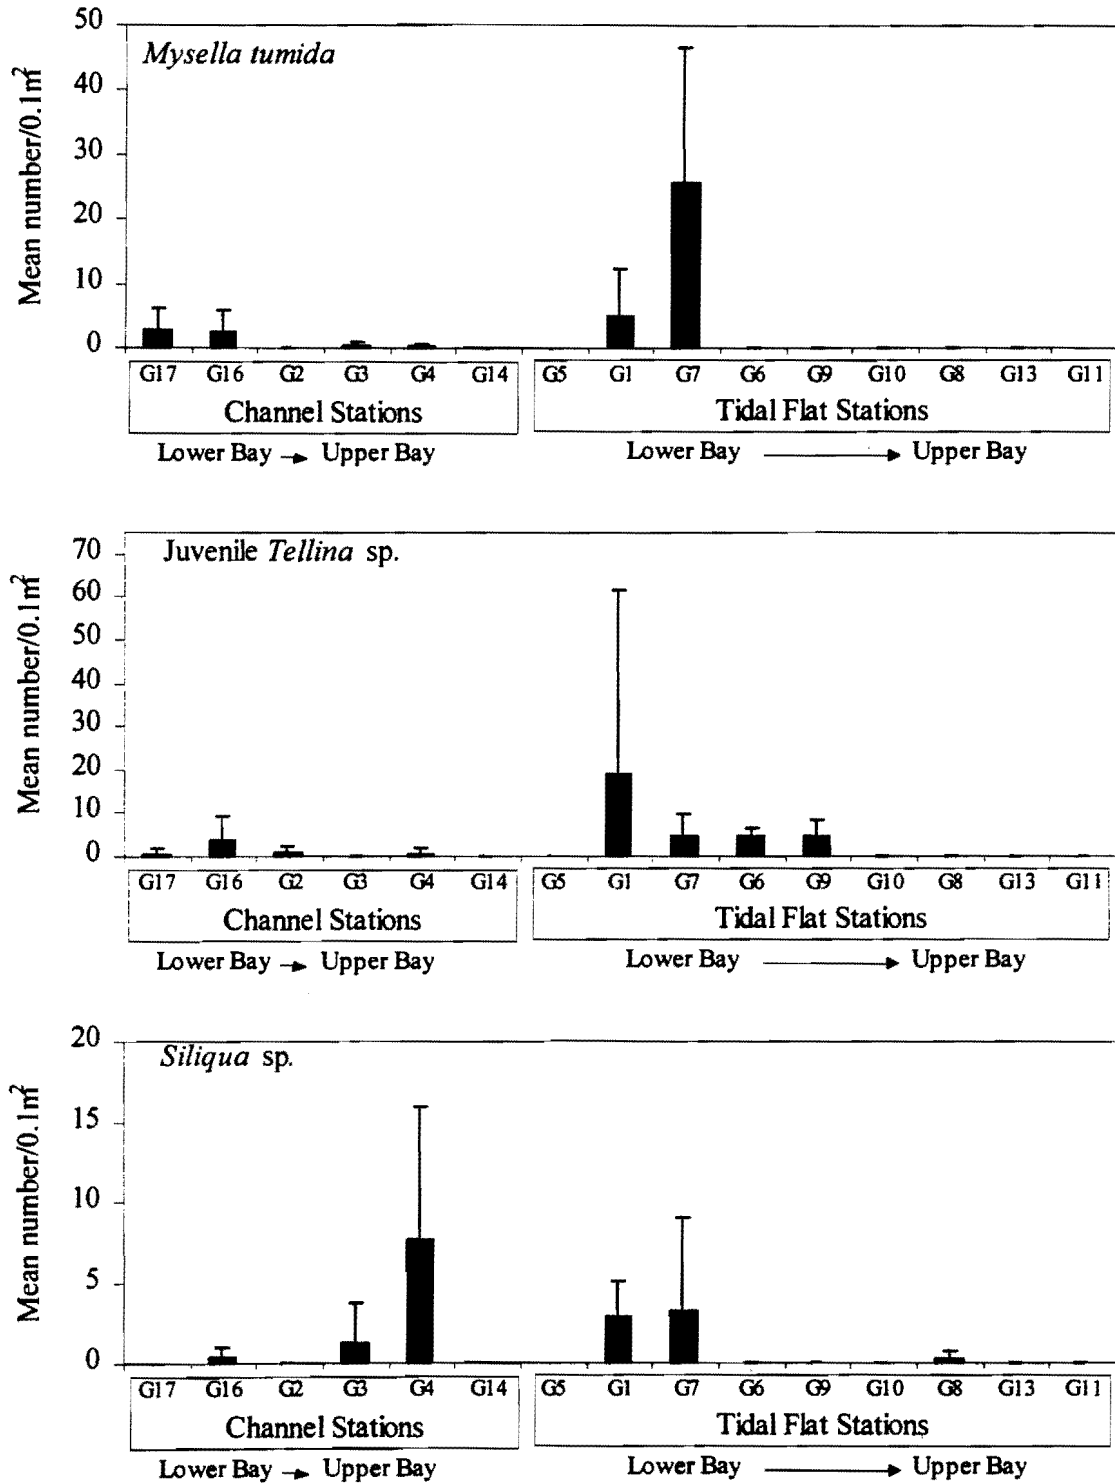 Mysella tumida
Mean number/0.1m²
50
40
30
20
10
0
G17 G16 G2 G3 G4 G14 G5 G1 G7 G6 G9 G10 G8 G13 G11
Channel Stations Tidal Flat Stations
Lower Bay → Upper Bay Lower Bay → Upper Bay
Juvenile Tellina sp.
Mean number/0.1m²
70
60
50
40
30
20
10
0
G17 G16 G2 G3 G4 G14 G5 G1 G7 G6 G9 G10 G8 G13 G11
Channel Stations Tidal Flat Stations
Lower Bay → Upper Bay Lower Bay → Upper Bay
Siliqua sp.
Mean number/0.1m²
20
15
10
5
0
G17 G16 G2 G3 G4 G14 G5 G1 G7 G6 G9 G10 G8 G13 G11
Channel Stations Tidal Flat Stations
Lower Bay → Upper Bay Lower Bay → Upper Bay